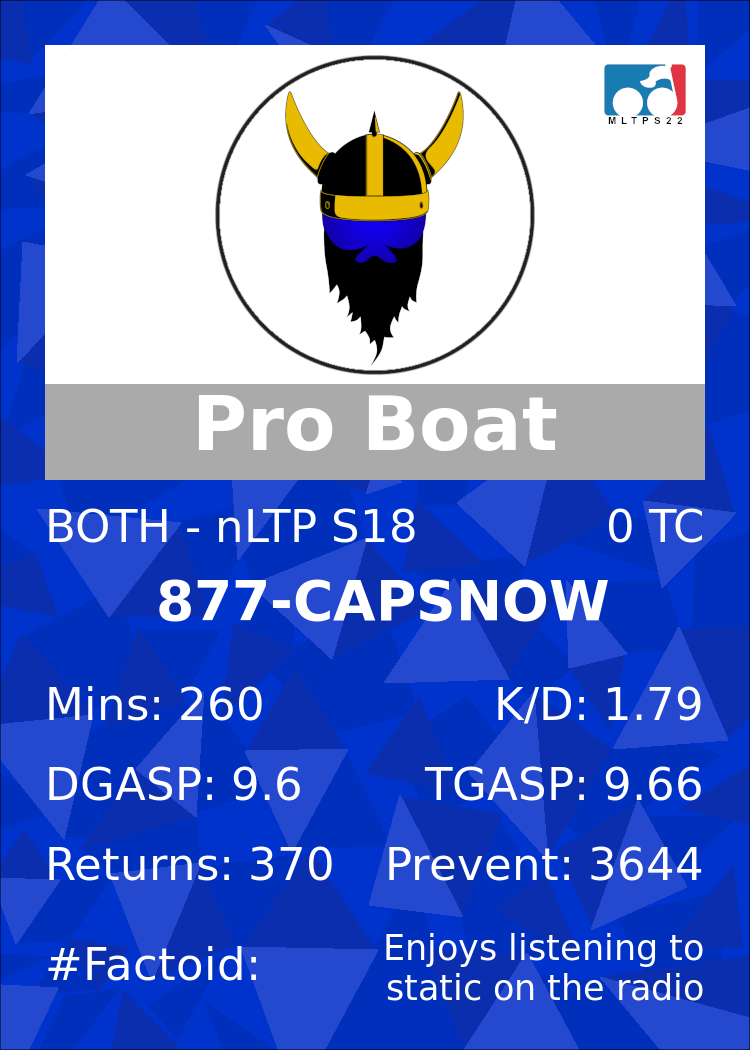 MLTPS22
Pro Boat
BOTH - nLTP S18 0 TC
877-CAPSNOW
Mins: 260 K/D: 1.79
DGASP: 9.6 TGASP: 9.66
Returns: 370 Prevent: 3644
#Factoid: Enjoys listening to
static on the radio